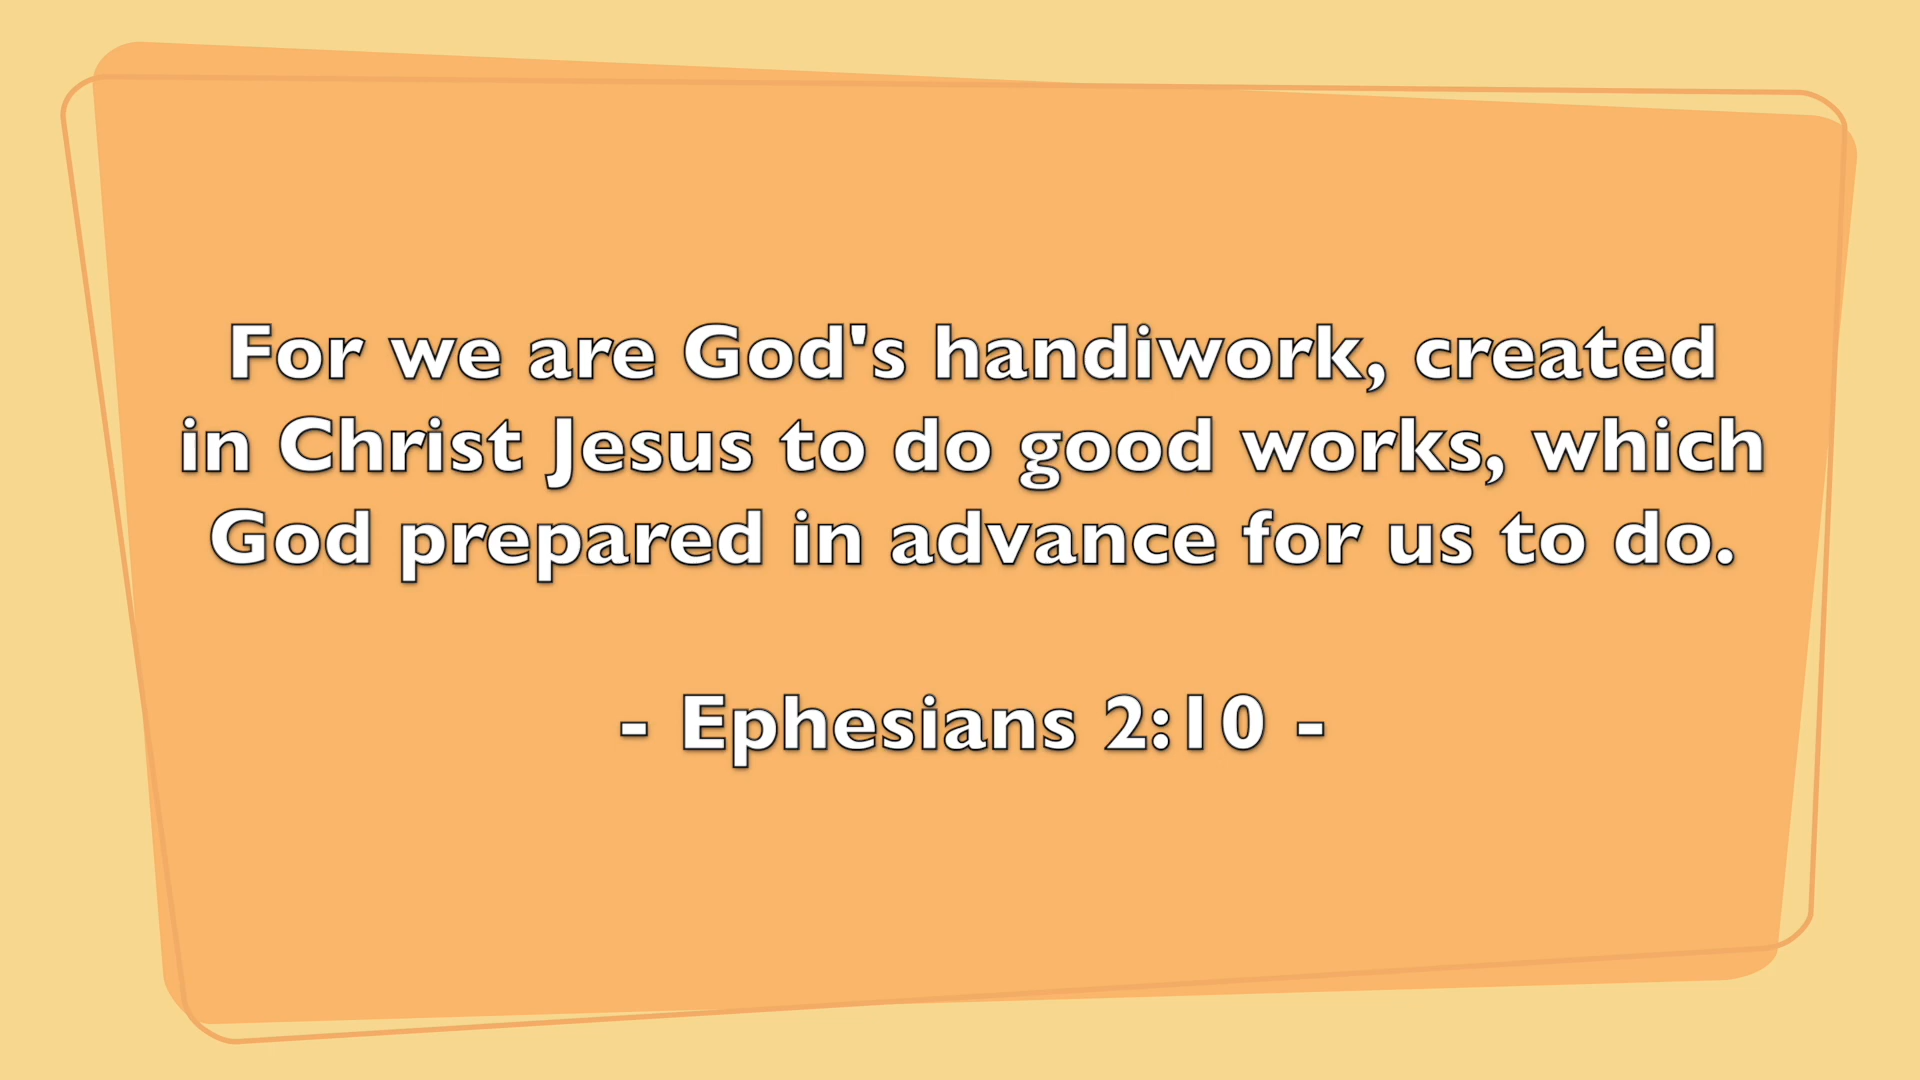 For we are God's handiwork, created
in Christ Jesus to do good works, which
God prepared in advance for us to do.
- Ephesians 2:10 -